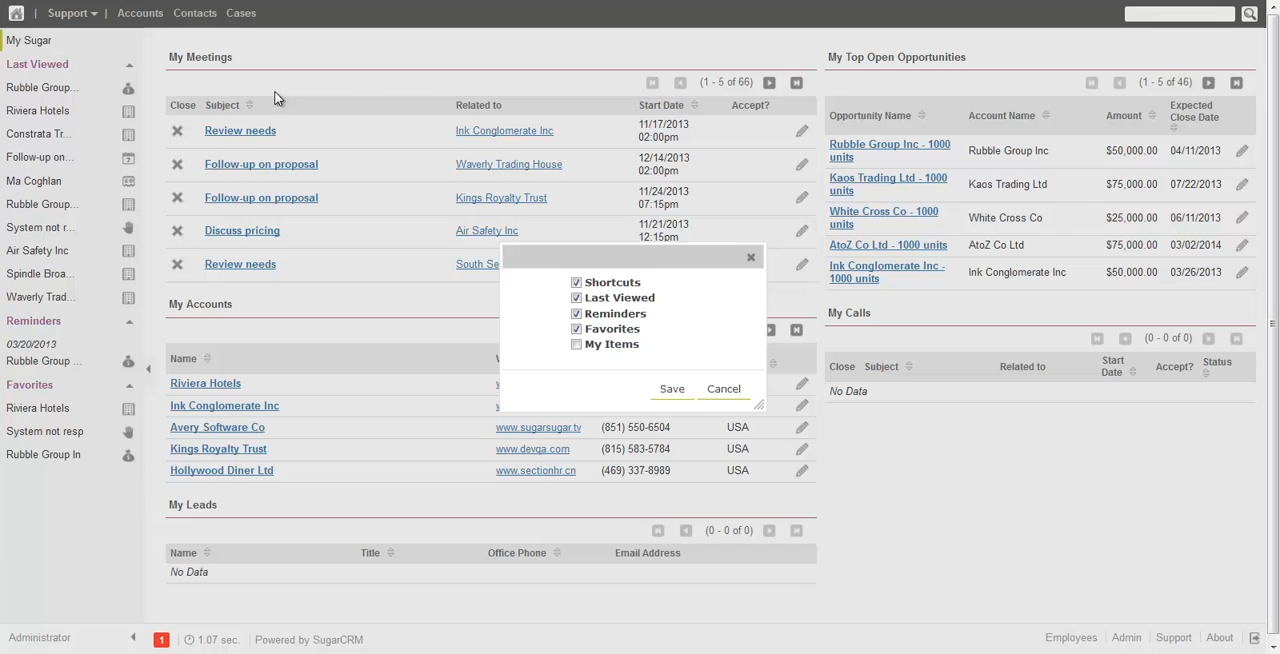 | Support | Accounts Contacts Cases
My Sugar
Last Viewed
Rubble Group...
Riviera Hotels
Constrata Tr...
Follow-up on...
Ma Coghlan
Rubble Group...
System not r...
Air Safety Inc
Spindle Broa...
Waverly Trad...
Reminders
03/20/2013
Rubble Group ...
Favorites
Riviera Hotels
System not resp
Rubble Group In
My Meetings
(1 - 5 of 66)
Close Subject Related to Start Date Accept?
Review needs Ink Conglomerate Inc 11/17/2013
02:00pm
Follow-up on proposal Waverly Trading House 12/14/2013
02:00pm
Follow-up on proposal Kings Royalty Trust 11/24/2013
07:15pm
Discuss pricing Air Safety Inc 11/21/2013
12:15pm
Review needs South Se
My Accounts
Name
Riviera Hotels
Ink Conglomerate Inc
Avery Software Co www.sugarsugar.tv (851) 550-6504 USA
Kings Royalty Trust www.devqa.com (815) 583-5784 USA
Hollywood Diner Ltd www.sectionhr.cn (469) 337-8989 USA
My Leads
(0 - 0 of 0)
Name Title Office Phone Email Address
No Data
Shortcuts
Last Viewed
Reminders
Favorites
My Items
Save Cancel
My Top Open Opportunities
(1 - 5 of 46)
Opportunity Name Account Name Amount Expected
Close Date
Rubble Group Inc - 1000
units Rubble Group Inc $50,000.00 04/11/2013
Kaos Trading Ltd - 1000
units Kaos Trading Ltd $75,000.00 07/22/2013
White Cross Co - 1000
units White Cross Co $25,000.00 06/11/2013
AtoZ Co Ltd - 1000 units AtoZ Co Ltd $75,000.00 03/02/2014
Ink Conglomerate Inc -
1000 units Ink Conglomerate Inc $50,000.00 03/26/2013
My Calls
(0 - 0 of 0)
Close Subject Related to Start
Date Accept? Status
No Data
Administrator 1 1.07 sec. | Powered by SugarCRM Employees | Admin | Support | About